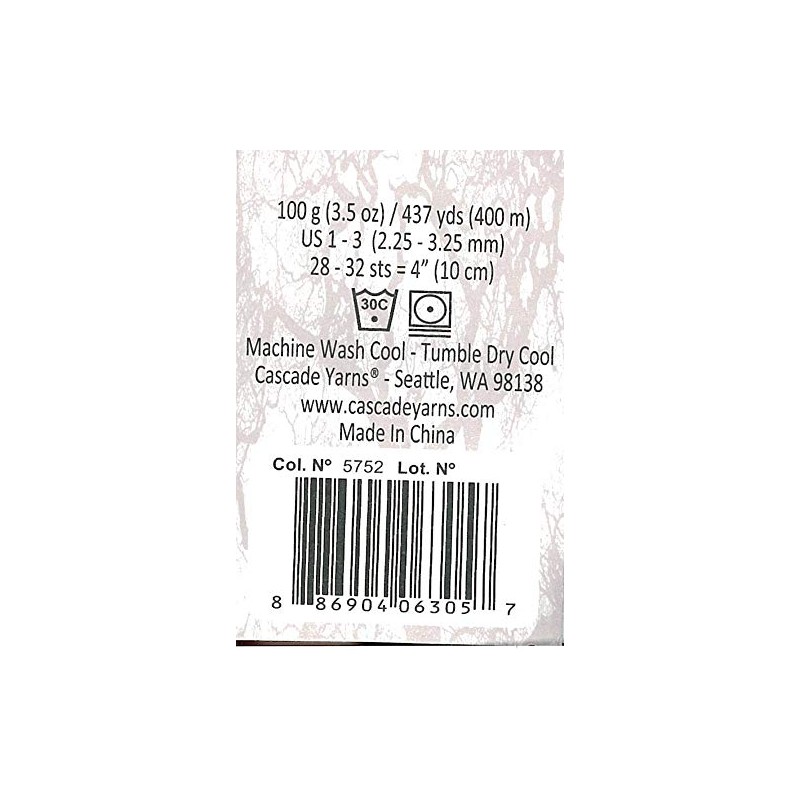 100 g (3.5 oz) / 437 yds (400 m)
US 1 - 3 (2.25 - 3.25 mm)
28 - 32 sts = 4” (10 cm)
30C
Machine Wash Cool - Tumble Dry Cool
Cascade Yarns® - Seattle, WA 98138
www.cascadeyarns.com
Made In China
Col. Nº 5752 Lot. Nº
8 86904 06305 7